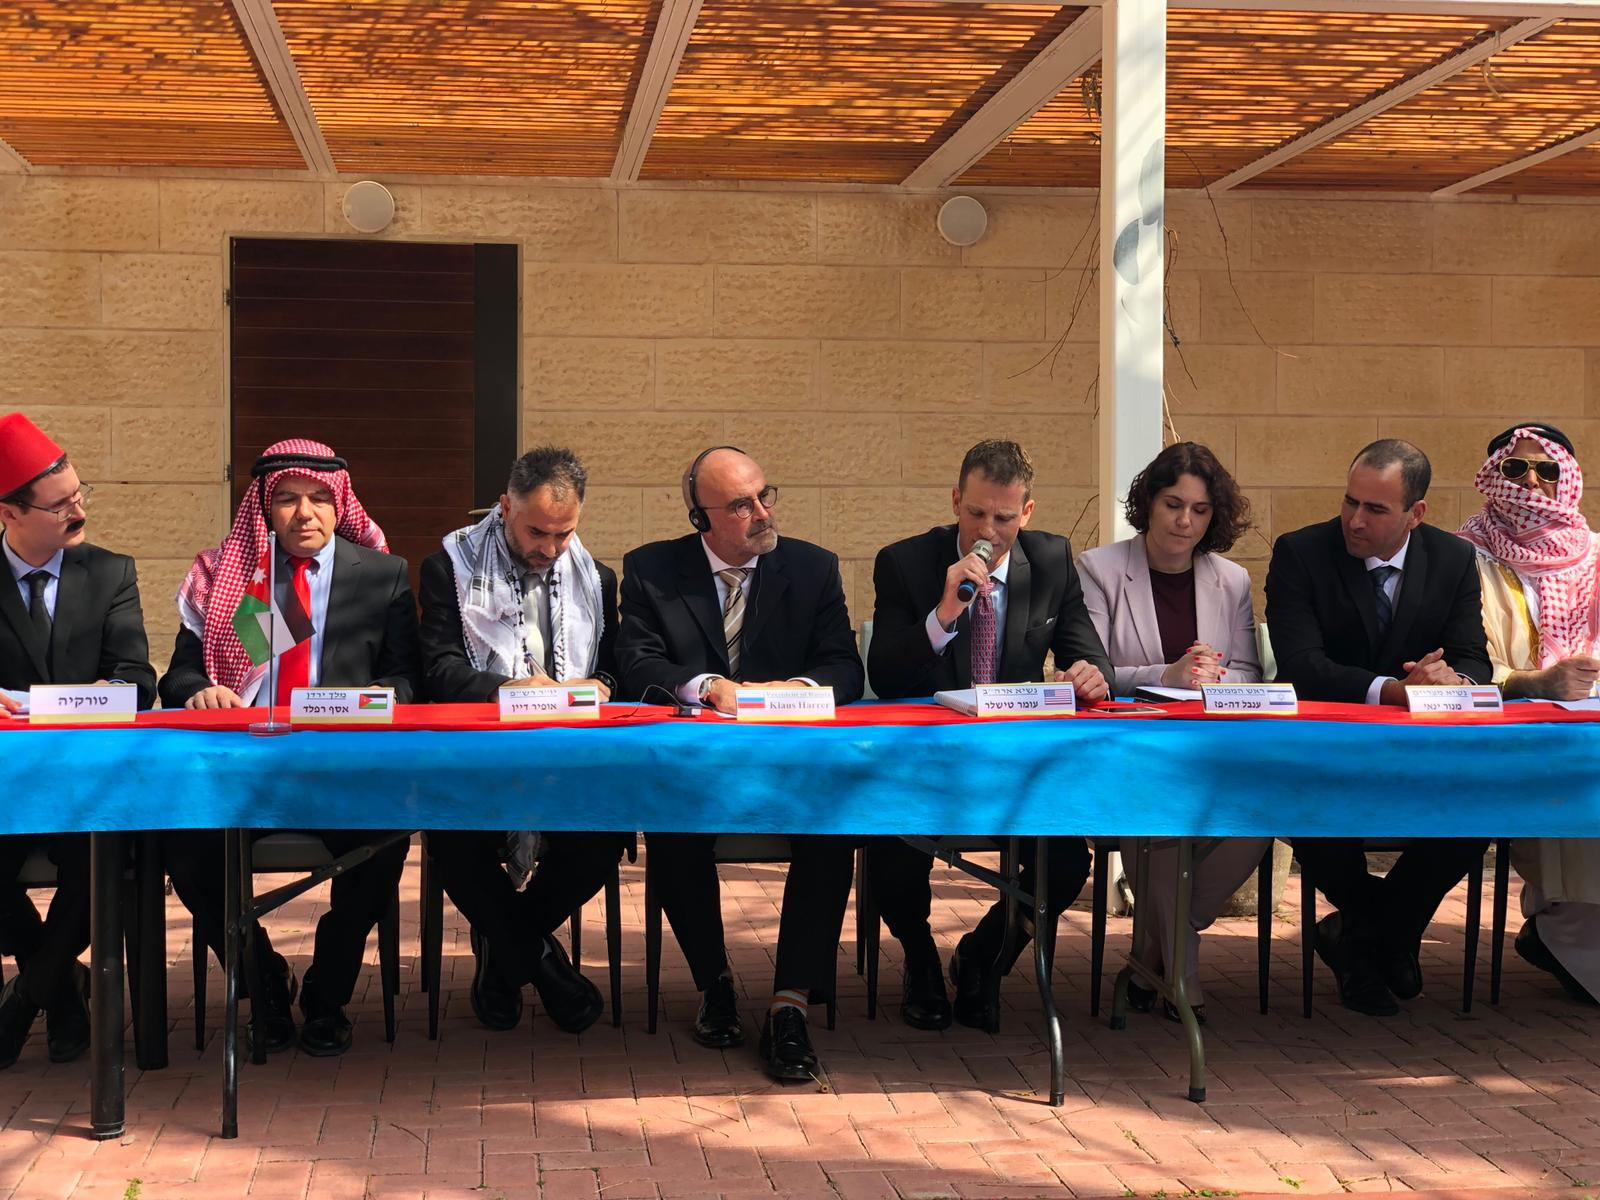 טורקיה
מלך ירדן
אסף רפלד
יו״ר רש״פ
אופיר דיין
President of Russia
Klaus Harrer
נשיא ארה״ב
עומר טישלר
ראש הממשלה
ענבל דה-פז
נשיא מצרים
מנור ינאי